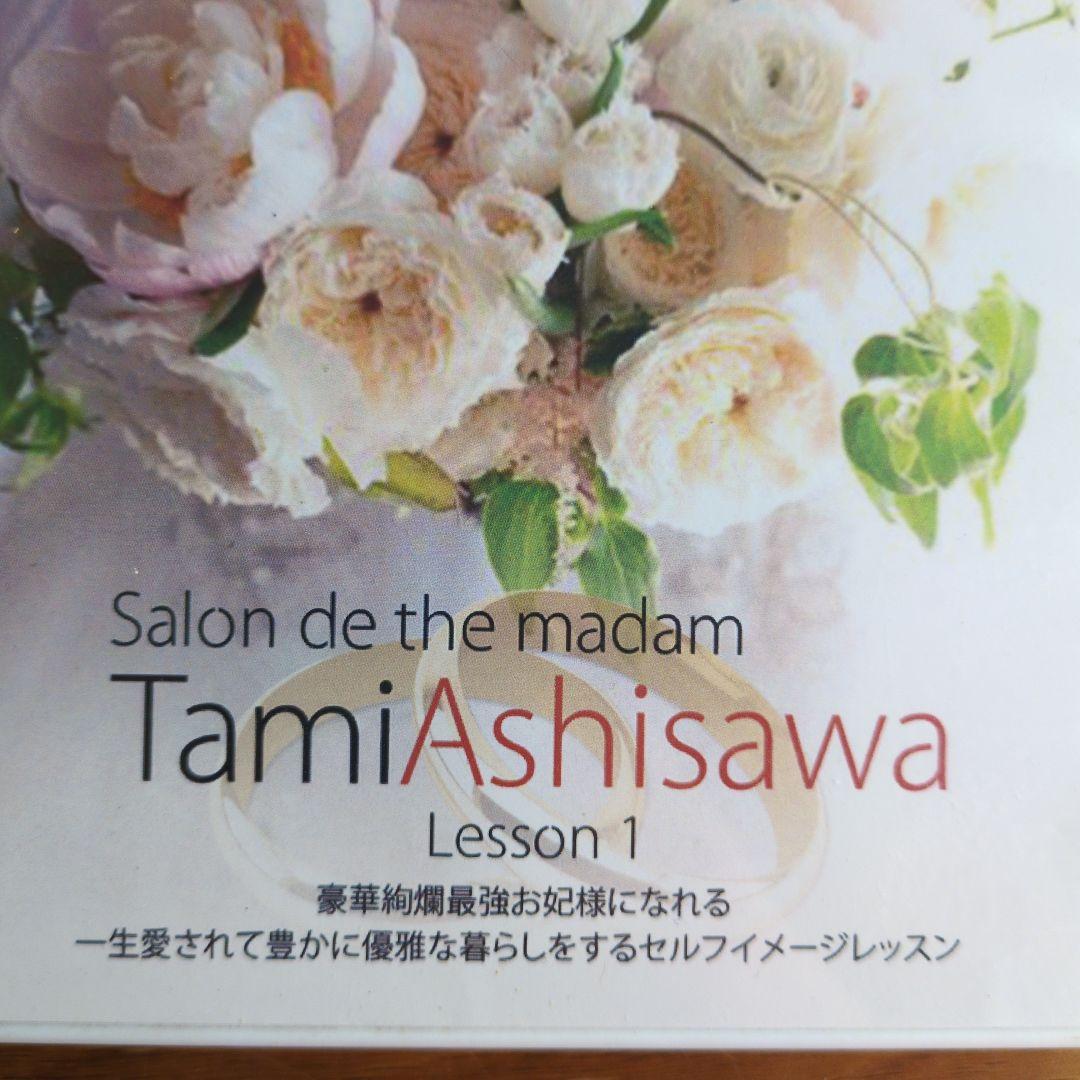 Salon de the madam
TamiAshisawa
Lesson 1
豪華絢爛最強お妃様になれる
一生愛されて豊かに優雅な暮らしをするセルフイメージレッスン